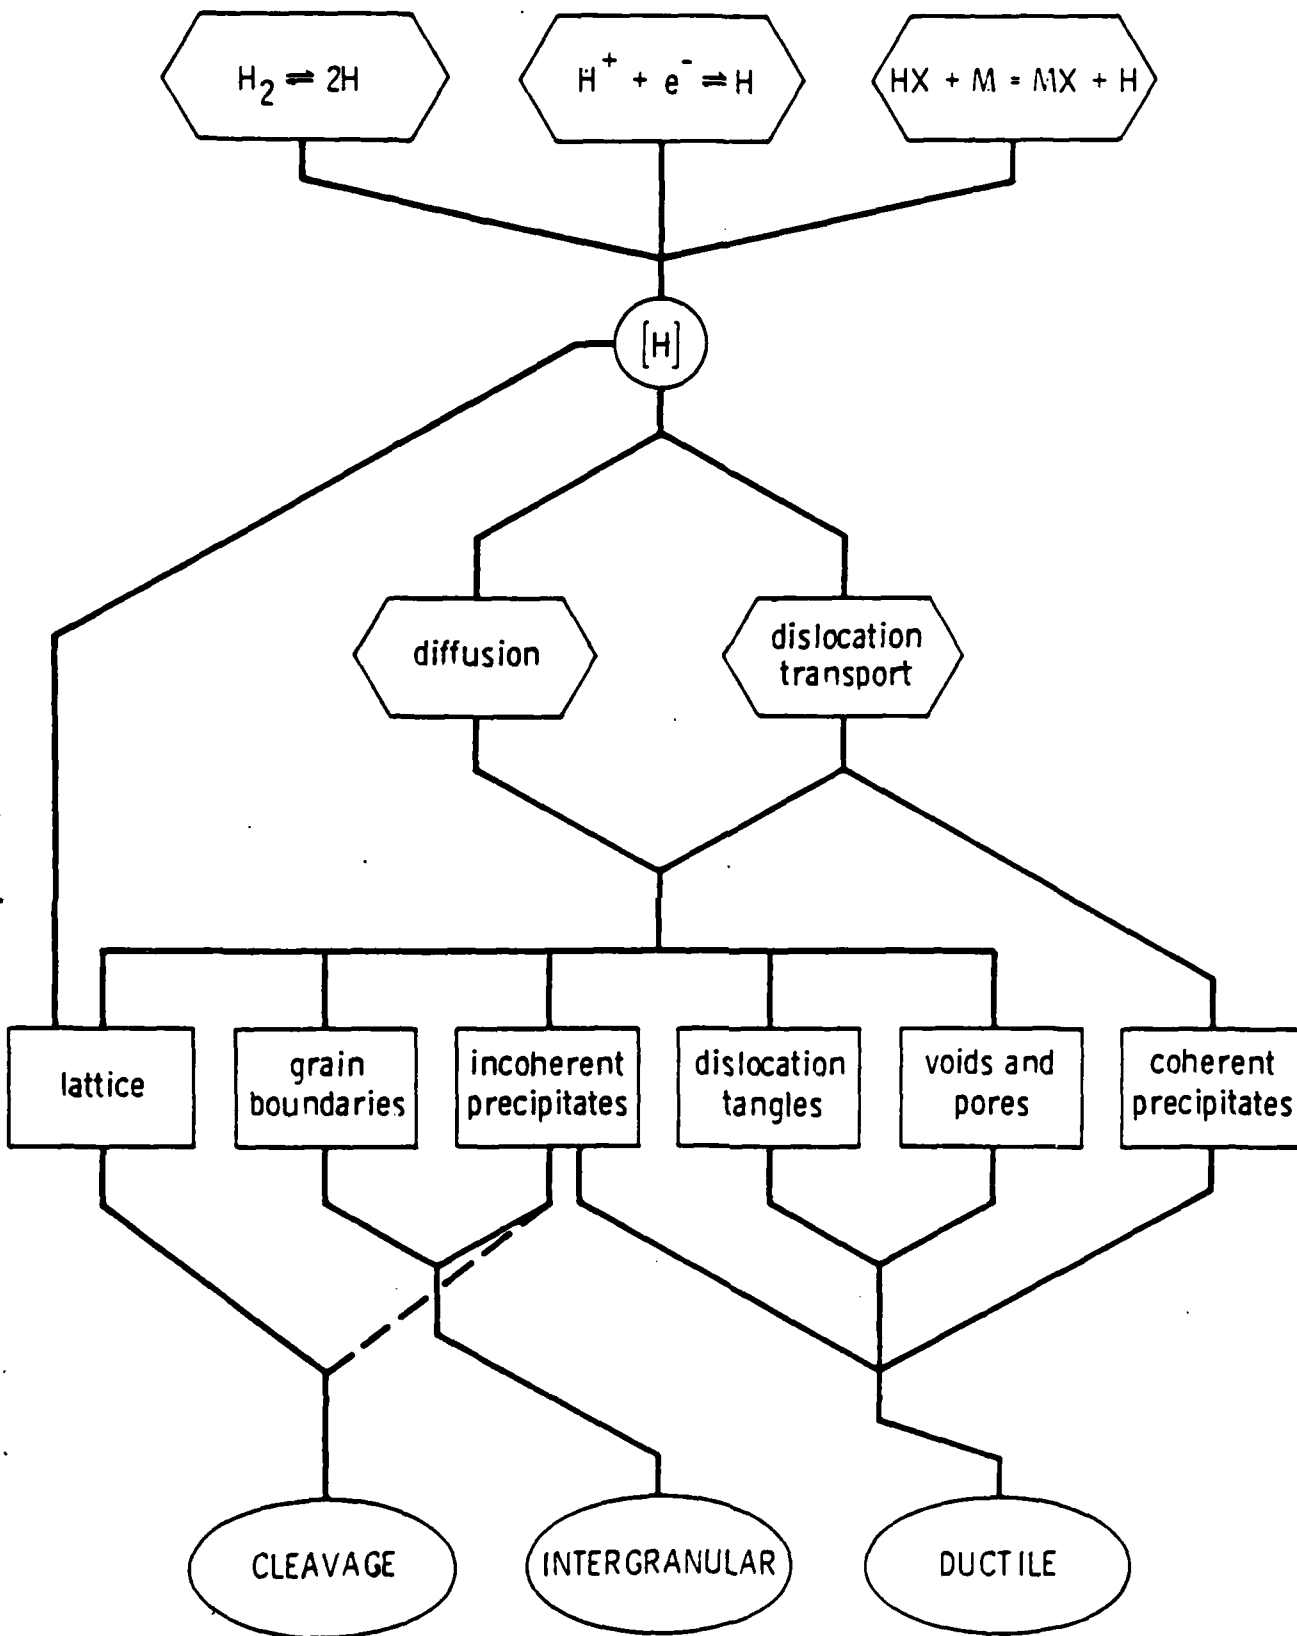 H₂ ⇌ 2H
H⁺ + e⁻ ⇌ H
HX + M = MX + H
[H]
diffusion
dislocation
transport
lattice
grain
boundaries
incoherent
precipitates
dislocation
tangles
voids and
pores
coherent
precipitates
CLEAVAGE
INTERGRANULAR
DUCTILE